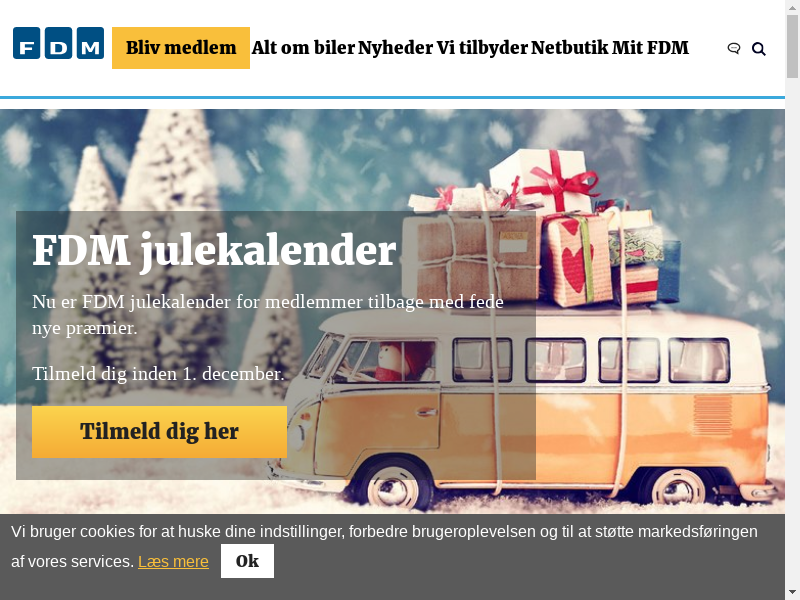 FDM Bliv medlem Alt om biler Nyheder Vi tilbyder Netbutik Mit FDM
FDM julekalender
Nu er FDM julekalender for medlemmer tilbage med fede
nye præmier.
Tilmeld dig inden 1. december.
Tilmeld dig her
Vi bruger cookies for at huske dine indstillinger, forbedre brugeroplevelsen og til at støtte markedsføringen
af vores services. Læs mere Ok